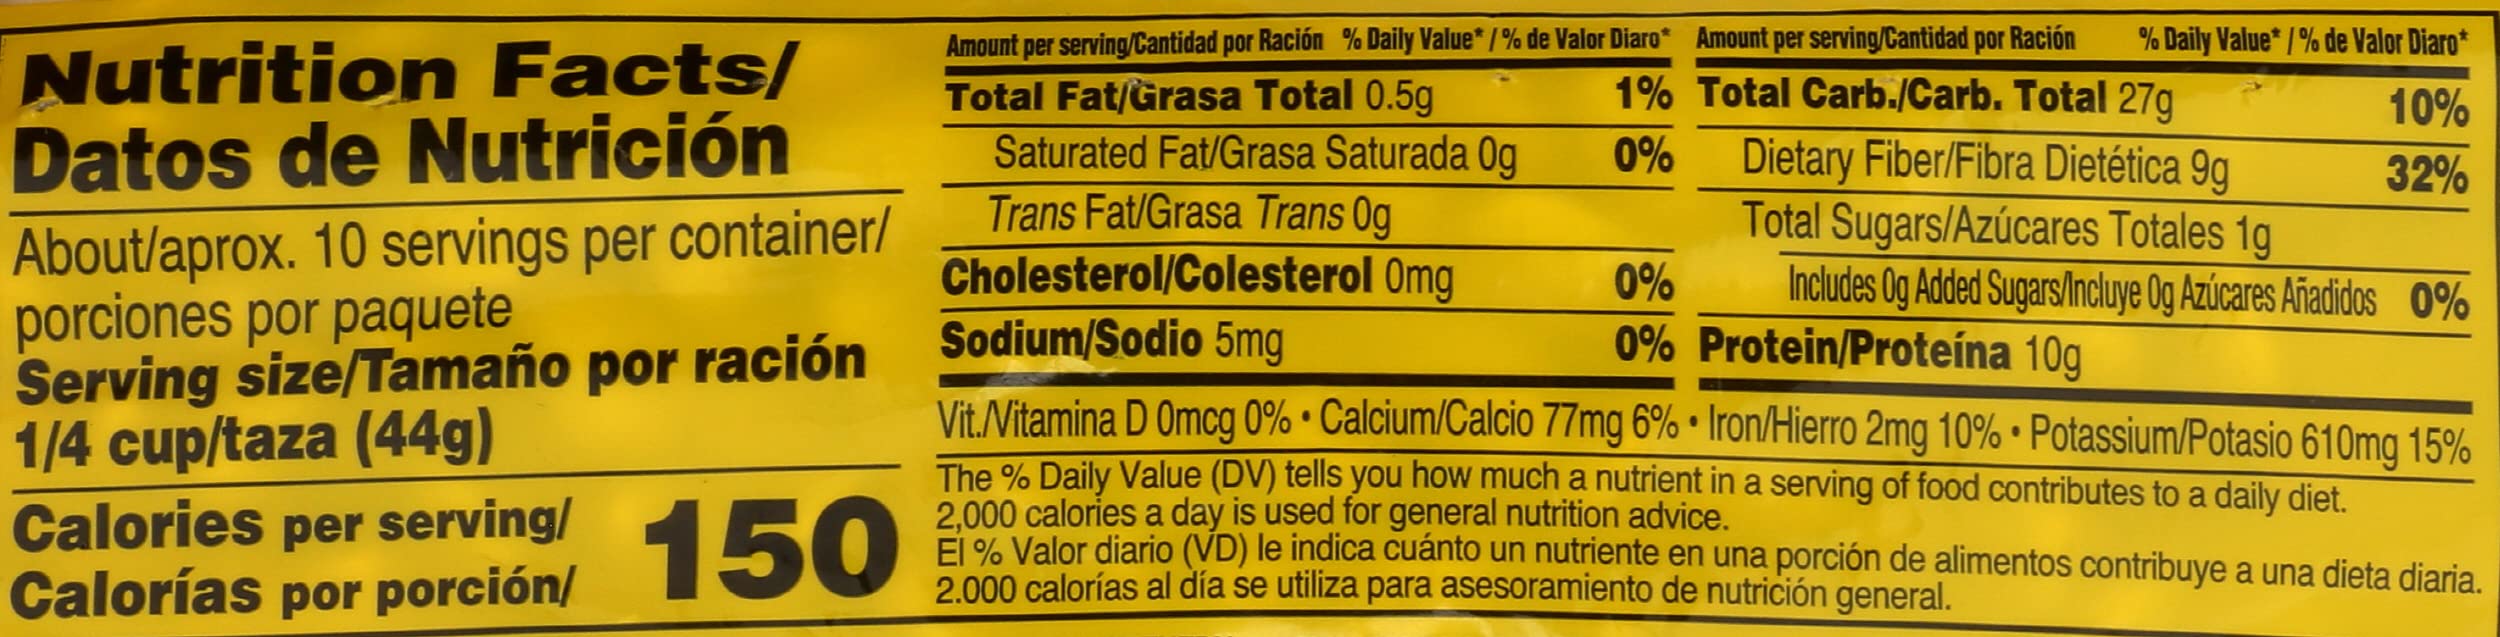 Nutrition Facts/
Datos de Nutrición
About/aprox. 10 servings per container/
porciones por paquete
Serving size/Tamaño por ración
1/4 cup/taza (44g)
Calories per serving/
Calorías por porción/
150
Amount per serving/Cantidad por Ración % Daily Value* / % de Valor Diaro*
Total Fat/Grasa Total 0.5g 1%
Saturated Fat/Grasa Saturada 0g 0%
Trans Fat/Grasa Trans 0g
Cholesterol/Colesterol 0mg 0%
Sodium/Sodio 5mg 0%
Amount per serving/Cantidad por Ración % Daily Value* / % de Valor Diaro*
Total Carb./Carb. Total 27g 10%
Dietary Fiber/Fibra Dietética 9g 32%
Total Sugars/Azúcares Totales 1g
Includes 0g Added Sugars/Incluye 0g Azúcares Añadidos 0%
Protein/Proteína 10g
Vit./Vitamina D 0mcg 0% • Calcium/Calcio 77mg 6% • Iron/Hierro 2mg 10% • Potassium/Potasio 610mg 15%
The % Daily Value (DV) tells you how much a nutrient in a serving of food contributes to a daily diet.
2,000 calories a day is used for general nutrition advice.
El % Valor diario (VD) le indica cuánto un nutriente en una porción de alimentos contribuye a una dieta diaria.
2.000 calorías al día se utiliza para asesoramiento de nutrición general.